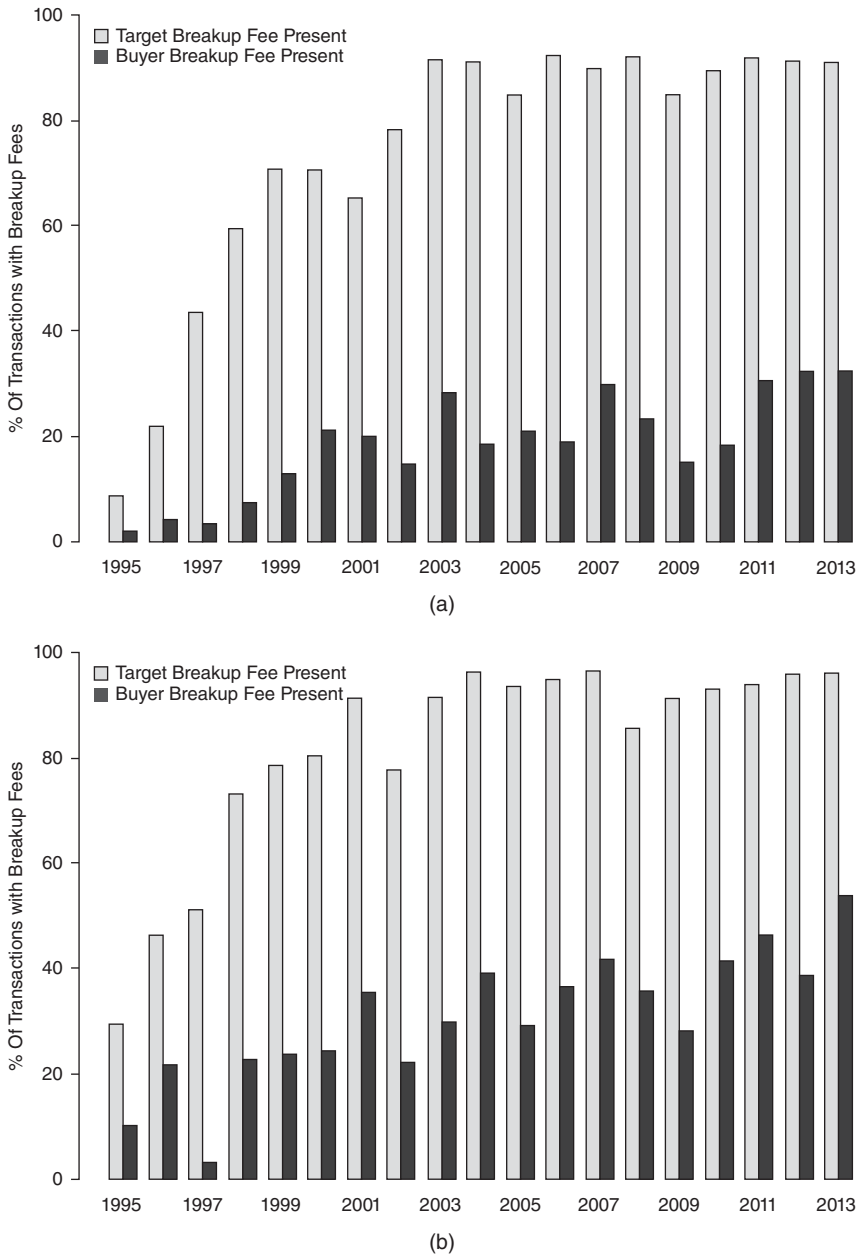 100
80
60
40
20
0
% Of Transactions with Breakup Fees
Target Breakup Fee Present
Buyer Breakup Fee Present
1995 1997 1999 2001 2003 2005 2007 2009 2011 2013
(a)
100
80
60
40
20
0
% Of Transactions with Breakup Fees
Target Breakup Fee Present
Buyer Breakup Fee Present
1995 1997 1999 2001 2003 2005 2007 2009 2011 2013
(b)